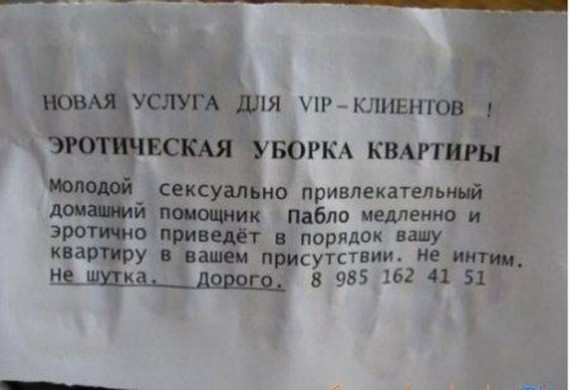 НОВАЯ УСЛУГА ДЛЯ VIP – КЛИЕНТОВ !
ЭРОТИЧЕСКАЯ УБОРКА КВАРТИРЫ
Молодой сексуально привлекательный
домашний помощник Пабло медленно и
эротично приведёт в порядок вашу
квартиру в вашем присутствии. Не интим.
Не шутка. Дорого. 8 985 162 41 51